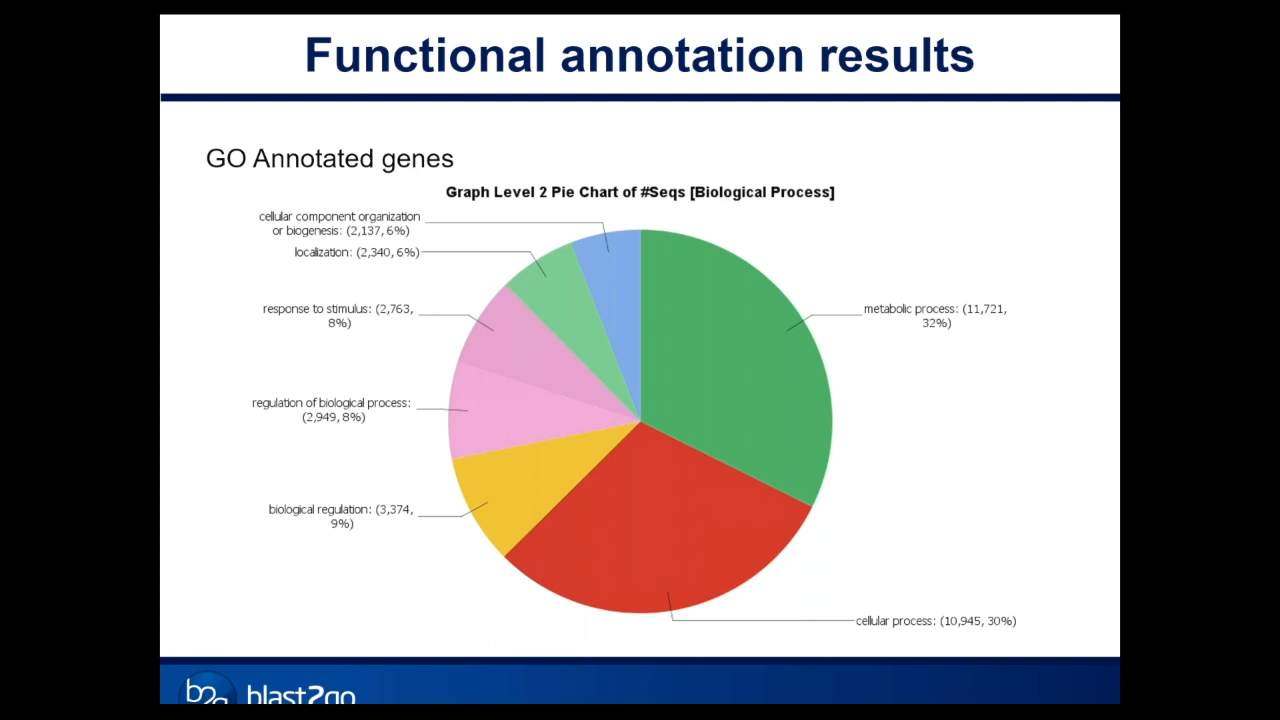 Functional annotation results
GO Annotated genes
Graph Level 2 Pie Chart of #Seqs [Biological Process]
cellular component organization
or biogenesis: (2,137, 6%)
localization: (2,340, 6%)
response to stimulus: (2,763,
8%)
metabolic process: (11,721,
32%)
regulation of biological process:
(2,949, 8%)
biological regulation: (3,374,
9%)
cellular process: (10,945, 30%)
b2g blast2go